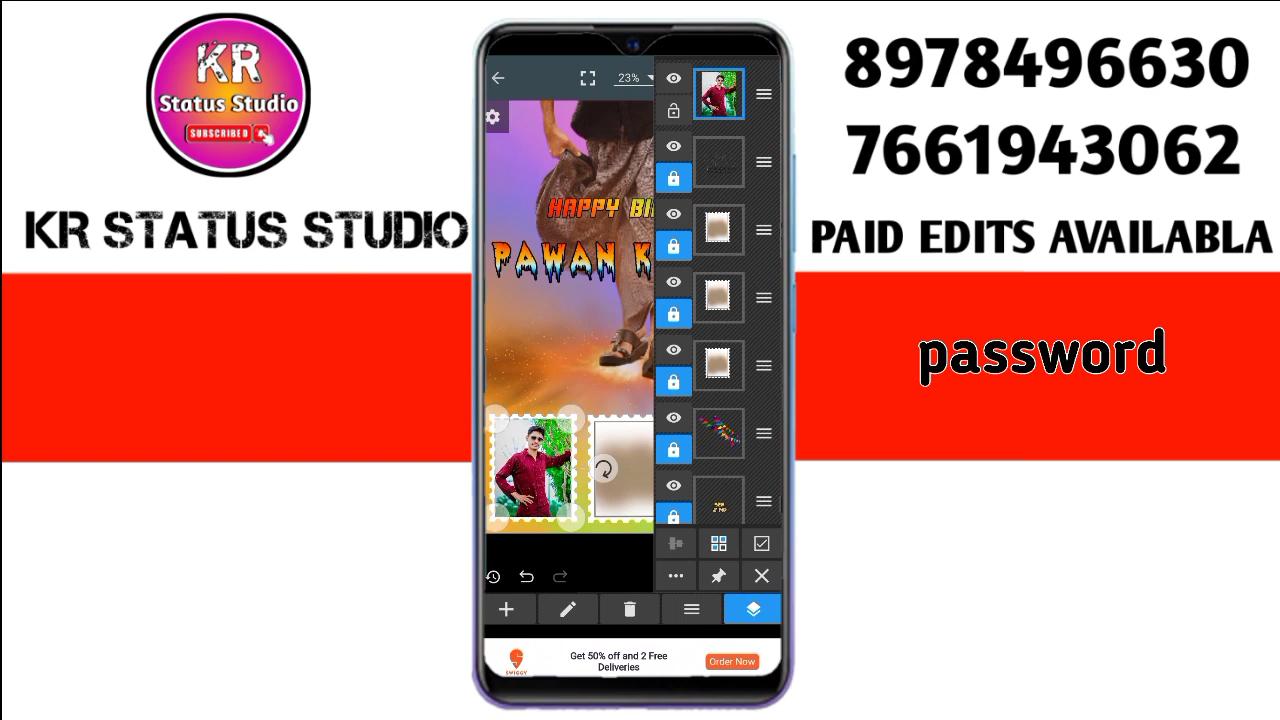 KR
Status Studio
SUBSCRIBED
KR STATUS STUDIO
8978496630
7661943062
PAID EDITS AVAILABLA
password
23%
HAPPY BI
PAWAN K
Get 50% off and 2 Free
Deliveries
SWIGGY
Order Now